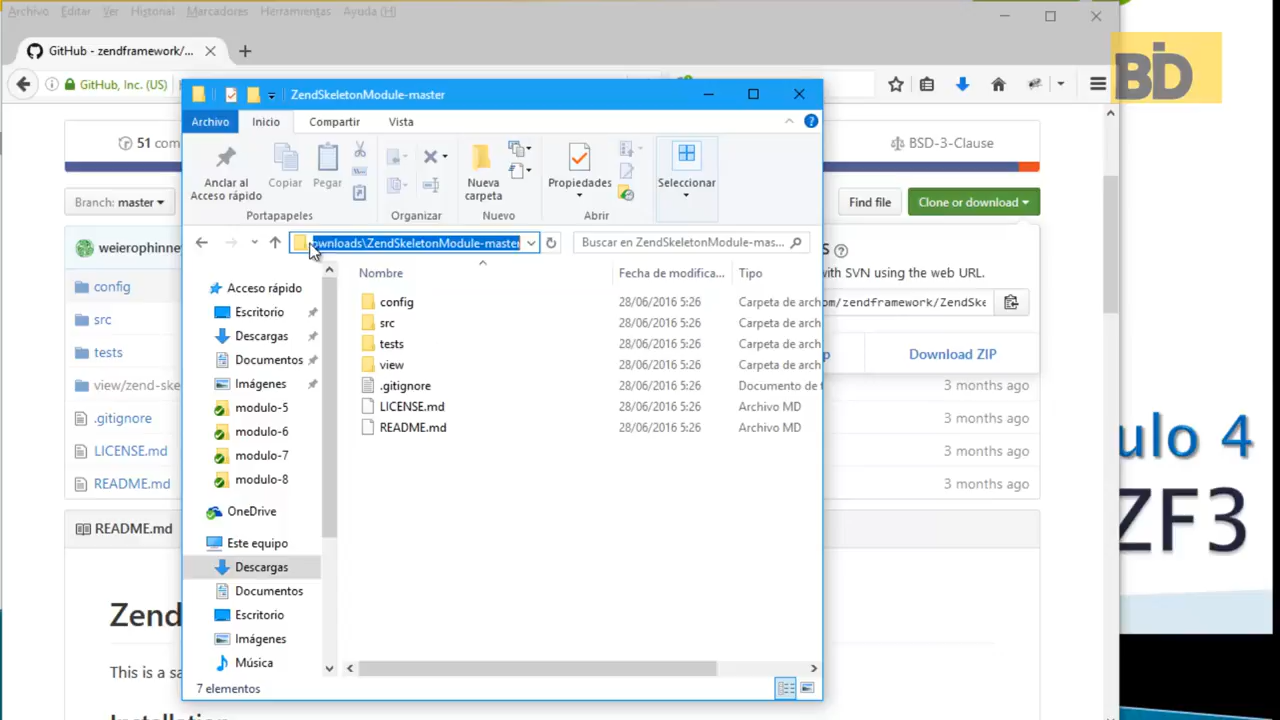 Archivo Editar Ver Historial Marcadores Herramientas Ayuda (H)
GitHub - zendframework/...
GitHub, Inc. (US)
BID
ZendSkeletonModule-master
Archivo Inicio Compartir Vista
51 com
BSD-3-Clause
Anclar al
Acceso rápido
Copiar
Pegar
Nueva
carpeta
Propiedades
Seleccionar
Portapapeles
Organizar
Nuevo
Abrir
Branch: master
Find file
Clone or download
ownloads\ZendSkeletonModule-master
Buscar en ZendSkeletonModule-mas...
weierophinne
S
with SVN using the web URL.
om/zendframework/ZendSke
p
Download ZIP
Nombre
Fecha de modifica...
Tipo
config 28/06/2016 5:26 Carpeta de arch
src 28/06/2016 5:26 Carpeta de arch
tests 28/06/2016 5:26 Carpeta de arch
view 28/06/2016 5:26 Carpeta de arch
.gitignore 28/06/2016 5:26 Documento de t
LICENSE.md 28/06/2016 5:26 Archivo MD
README.md 28/06/2016 5:26 Archivo MD
Acceso rápido
Escritorio
Descargas
Documentos
Imágenes
modulo-5
modulo-6
modulo-7
modulo-8
OneDrive
Este equipo
Descargas
Documentos
Escritorio
Imágenes
Música
7 elementos
config
src
tests
view/zend-ske
.gitignore
LICENSE.md
README.md
3 months ago
3 months ago
3 months ago
3 months ago
README.md
Zend
This is a sa
Installation
ulo 4
ZF3